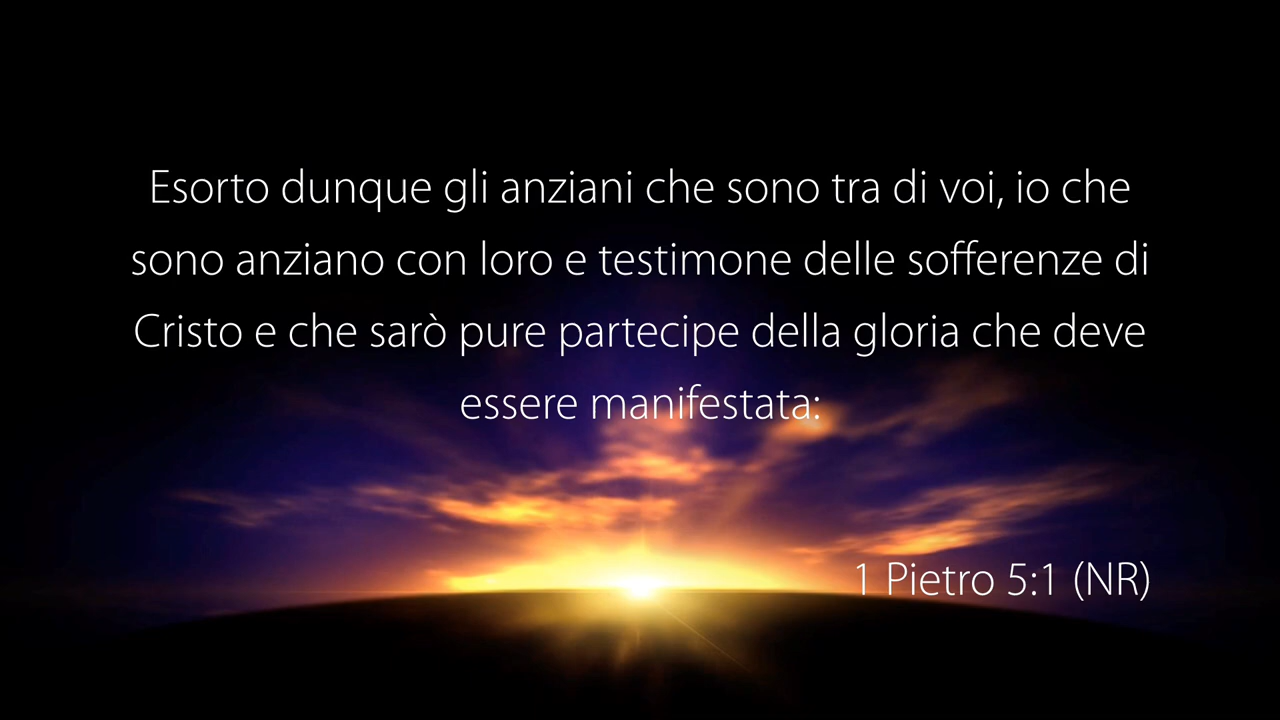 Esorto dunque gli anziani che sono tra di voi, io che
sono anziano con loro e testimone delle sofferenze di
Cristo e che sarò pure partecipe della gloria che deve
essere manifestata:
1 Pietro 5:1 (NR)